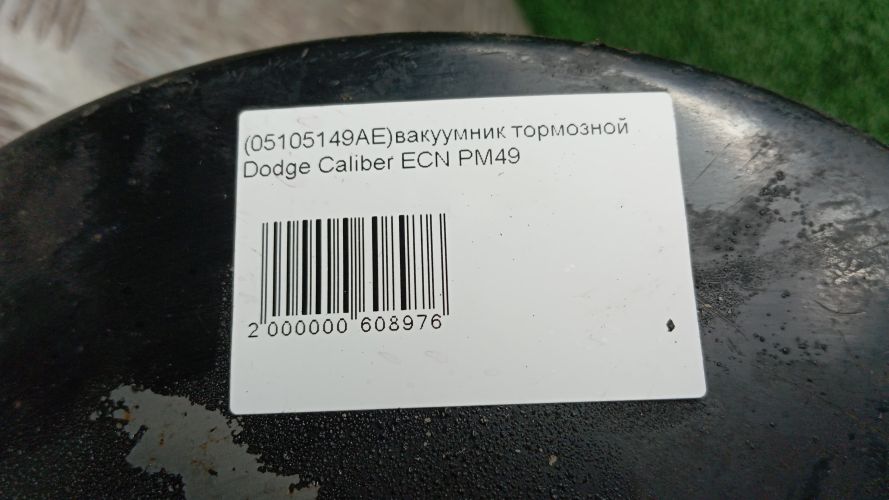 (05105149AE)вакуумник тормозной
Dodge Caliber ECN PM49
2 000000 608976